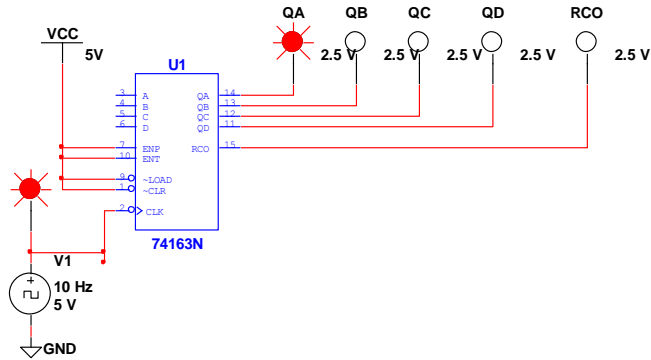 QA QB QC QD RCO
VCC
5V
2.5 V 2.5 V 2.5 V 2.5 V 2.5 V
U1
3 A QA 14
4 B QB 13
5 C QC 12
6 D QD 11
7 ENP RCO 15
10 ENT
9 ~LOAD
1 ~CLR
2 CLK
74163N
V1
10 Hz
5 V
GND